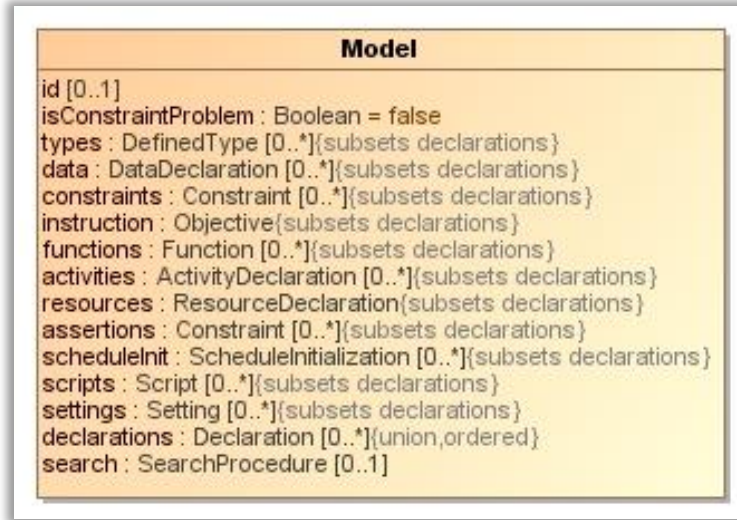 Model
id [0..1]
isConstraintProblem : Boolean = false
types : DefinedType [0..*]{subsets declarations}
data : DataDeclaration [0..*]{subsets declarations}
constraints : Constraint [0..*]{subsets declarations}
instruction : Objective{subsets declarations}
functions : Function [0..*]{subsets declarations}
activities : ActivityDeclaration [0..*]{subsets declarations}
resources : ResourceDeclaration{subsets declarations}
assertions : Constraint [0..*]{subsets declarations}
scheduleInit : ScheduleInitialization [0..*]{subsets declarations}
scripts : Script [0..*]{subsets declarations}
settings : Setting [0..*]{subsets declarations}
declarations : Declaration [0..*]{union,ordered}
search : SearchProcedure [0..1]